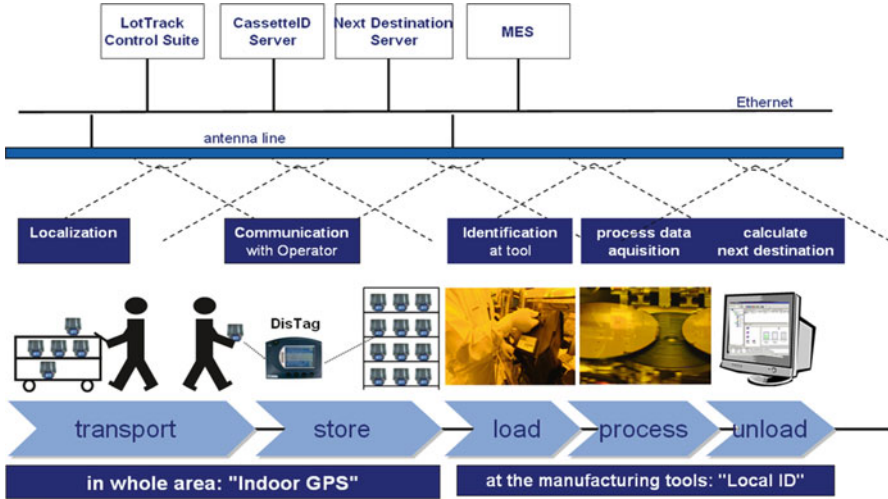 LotTrack
Control Suite
CassetteID
Server
Next Destination
Server
MES
Ethernet
antenna line
Localization
Communication
with Operator
Identification
at tool
process data
aquisition
calculate
next destination
DisTag
transport
store
load
process
unload
in whole area: "Indoor GPS"
at the manufacturing tools: "Local ID"